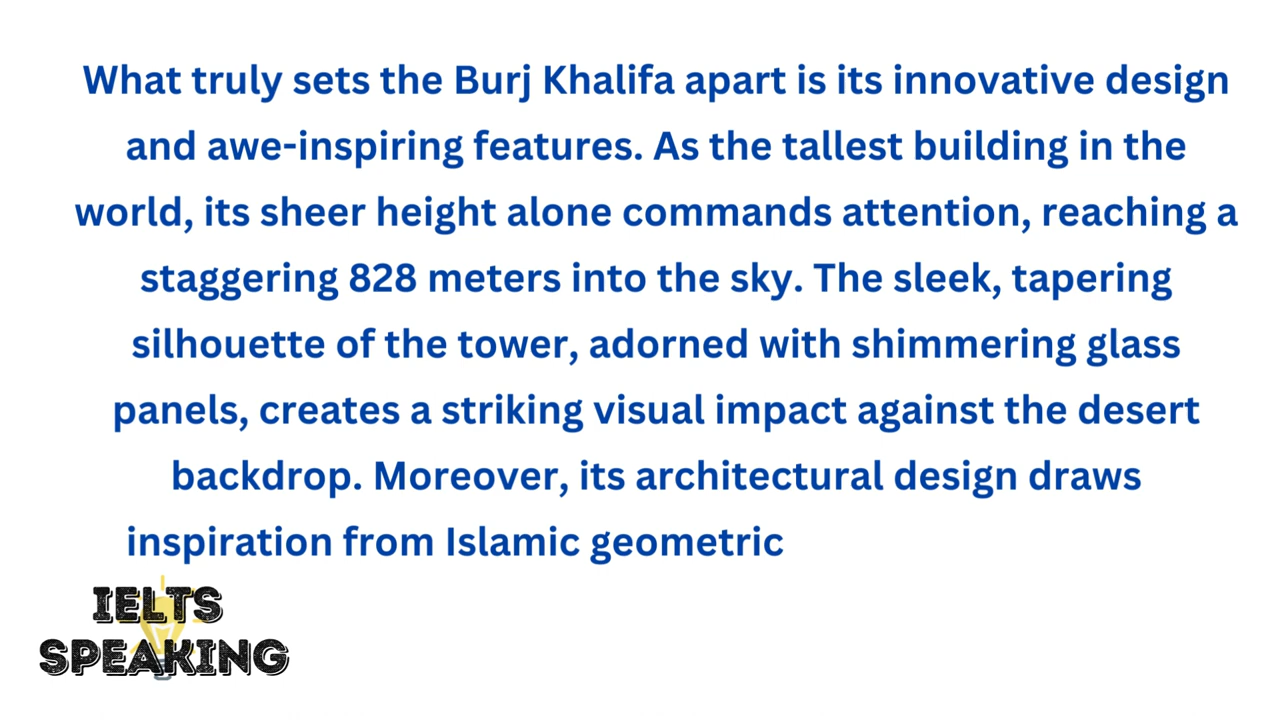 What truly sets the Burj Khalifa apart is its innovative design
and awe-inspiring features. As the tallest building in the
world, its sheer height alone commands attention, reaching a
staggering 828 meters into the sky. The sleek, tapering
silhouette of the tower, adorned with shimmering glass
panels, creates a striking visual impact against the desert
backdrop. Moreover, its architectural design draws
inspiration from Islamic geometric
IELTS
SPEAKING